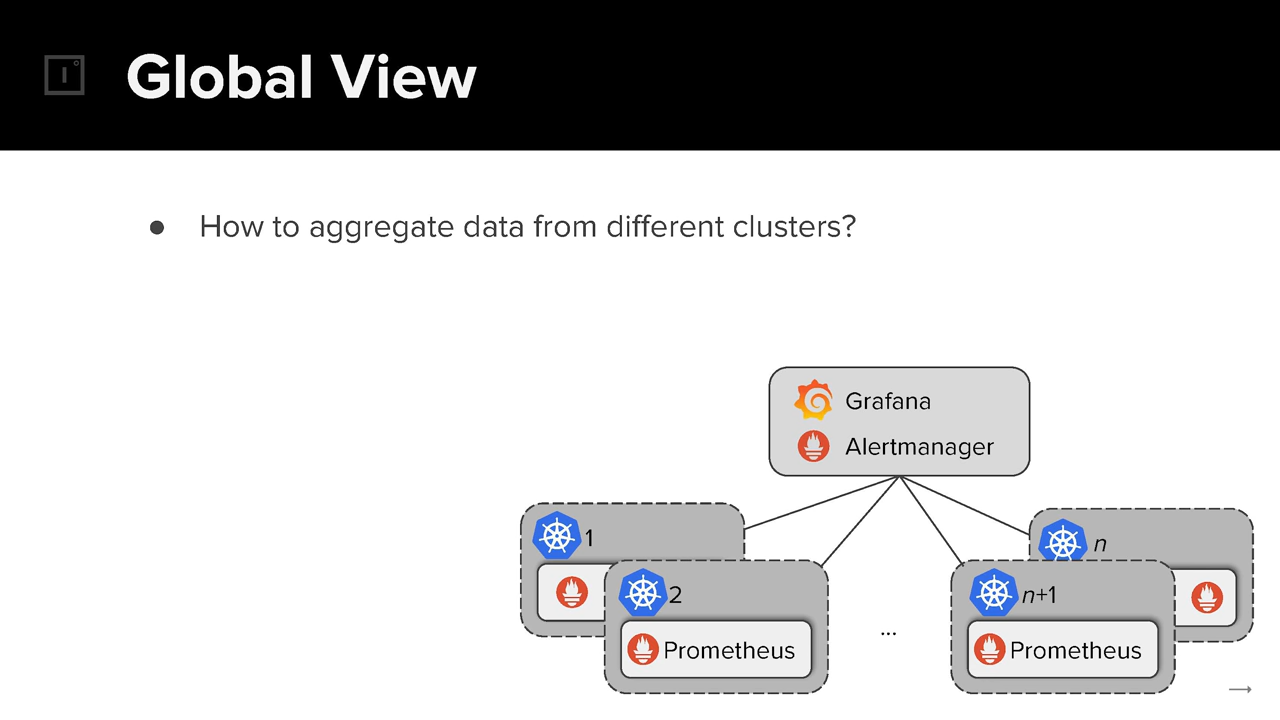 Global View
● How to aggregate data from different clusters?
Grafana
Alertmanager
1
2
Prometheus
...
n
n+1
Prometheus
→